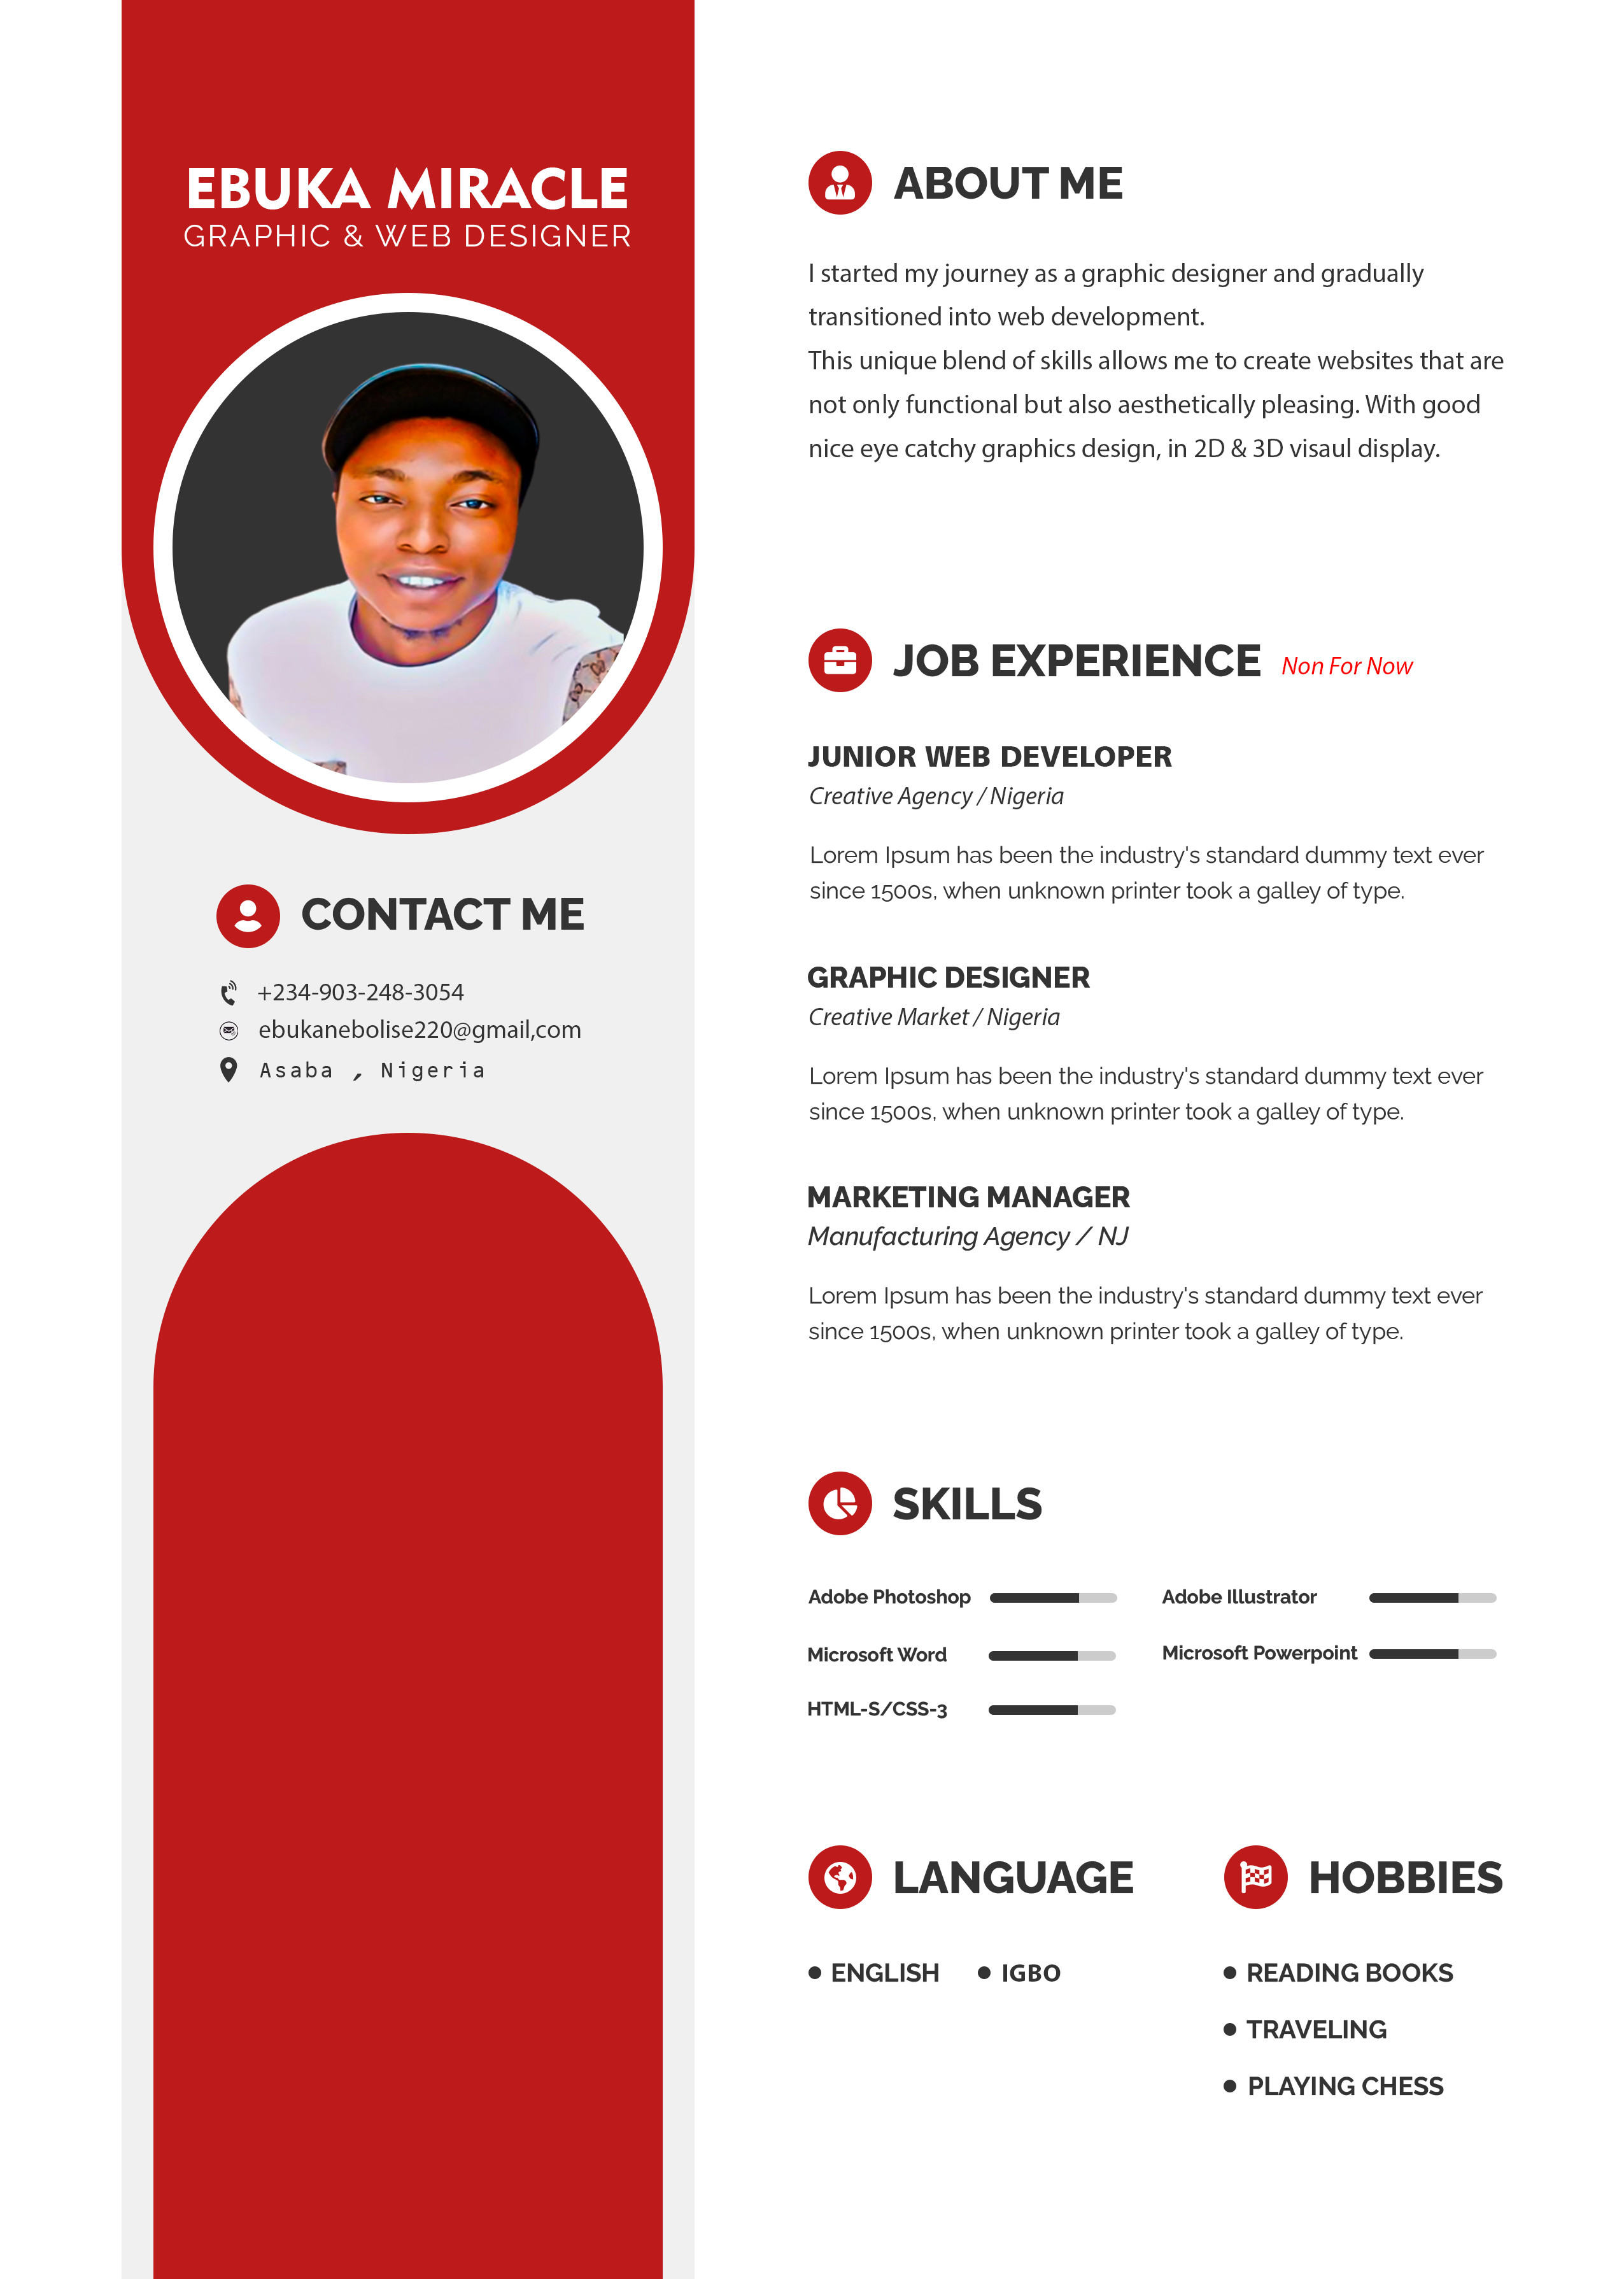 EBUKA MIRACLE
GRAPHIC & WEB DESIGNER
CONTACT ME
+234-903-248-3054
ebukanebolise220@gmail,com
Asaba , Nigeria
ABOUT ME
I started my journey as a graphic designer and gradually
transitioned into web development.
This unique blend of skills allows me to create websites that are
not only functional but also aesthetically pleasing. With good
nice eye catchy graphics design, in 2D & 3D visaul display.
JOB EXPERIENCE Non For Now
JUNIOR WEB DEVELOPER
Creative Agency / Nigeria
Lorem Ipsum has been the industry's standard dummy text ever
since 1500s, when unknown printer took a galley of type.
GRAPHIC DESIGNER
Creative Market / Nigeria
Lorem Ipsum has been the industry's standard dummy text ever
since 1500s, when unknown printer took a galley of type.
MARKETING MANAGER
Manufacturing Agency / NJ
Lorem Ipsum has been the industry's standard dummy text ever
since 1500s, when unknown printer took a galley of type.
SKILLS
Adobe Photoshop Adobe Illustrator
Microsoft Word Microsoft Powerpoint
HTML-S/CSS-3
LANGUAGE
ENGLISH IGBO
HOBBIES
READING BOOKS
TRAVELING
PLAYING CHESS